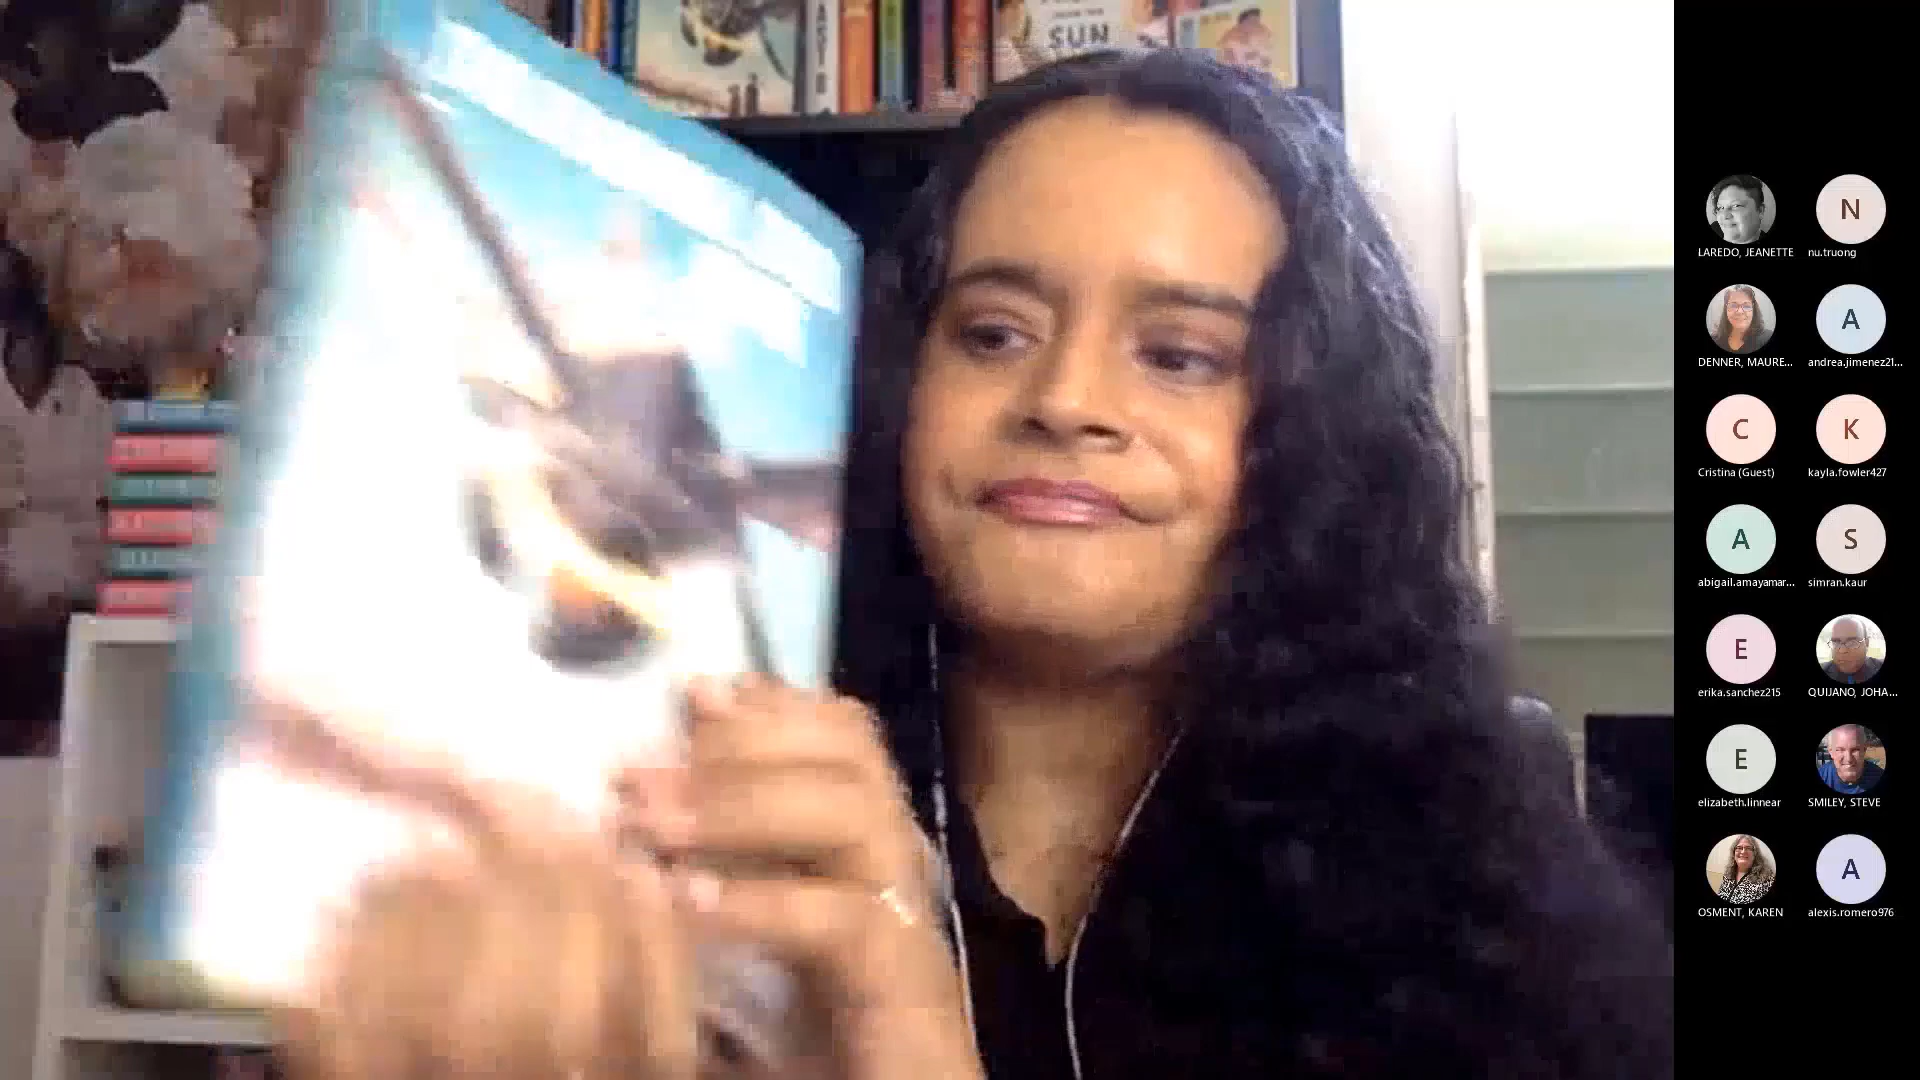 SUN
LAREDO, JEANETTE
N
nu.truong
DENNER, MAURE...
A
andrea.jimenez21...
C
Cristina (Guest)
K
kayla.fowler427
A
abigail.amayamar...
S
simran.kaur
E
erika.sanchez215
QUIJANO, JOHA...
E
elizabeth.linnear
SMILEY, STEVE
OSMENT, KAREN
A
alexis.romero976